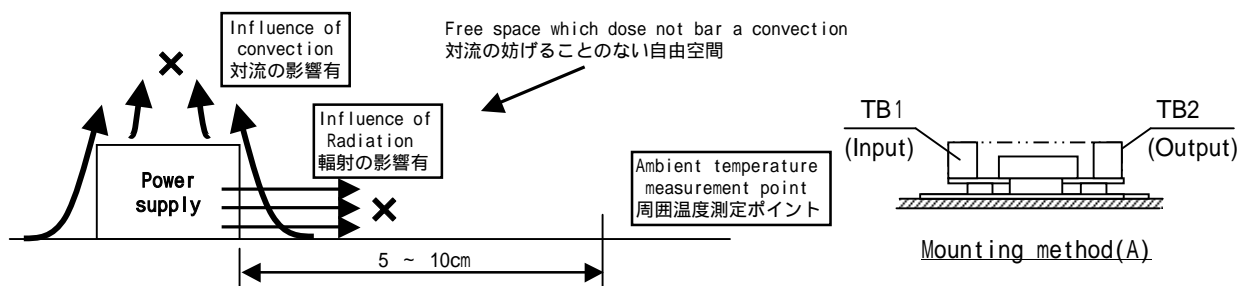 Influence of
convection
対流の影響有
Free space which dose not bar a convection
対流の妨げることのない自由空間
Influence of
Radiation
輻射の影響有
Power
supply
Ambient temperature
measurement point
周囲温度測定ポイント
5 ~ 10cm
TB1
(Input)
TB2
(Output)
Mounting method(A)